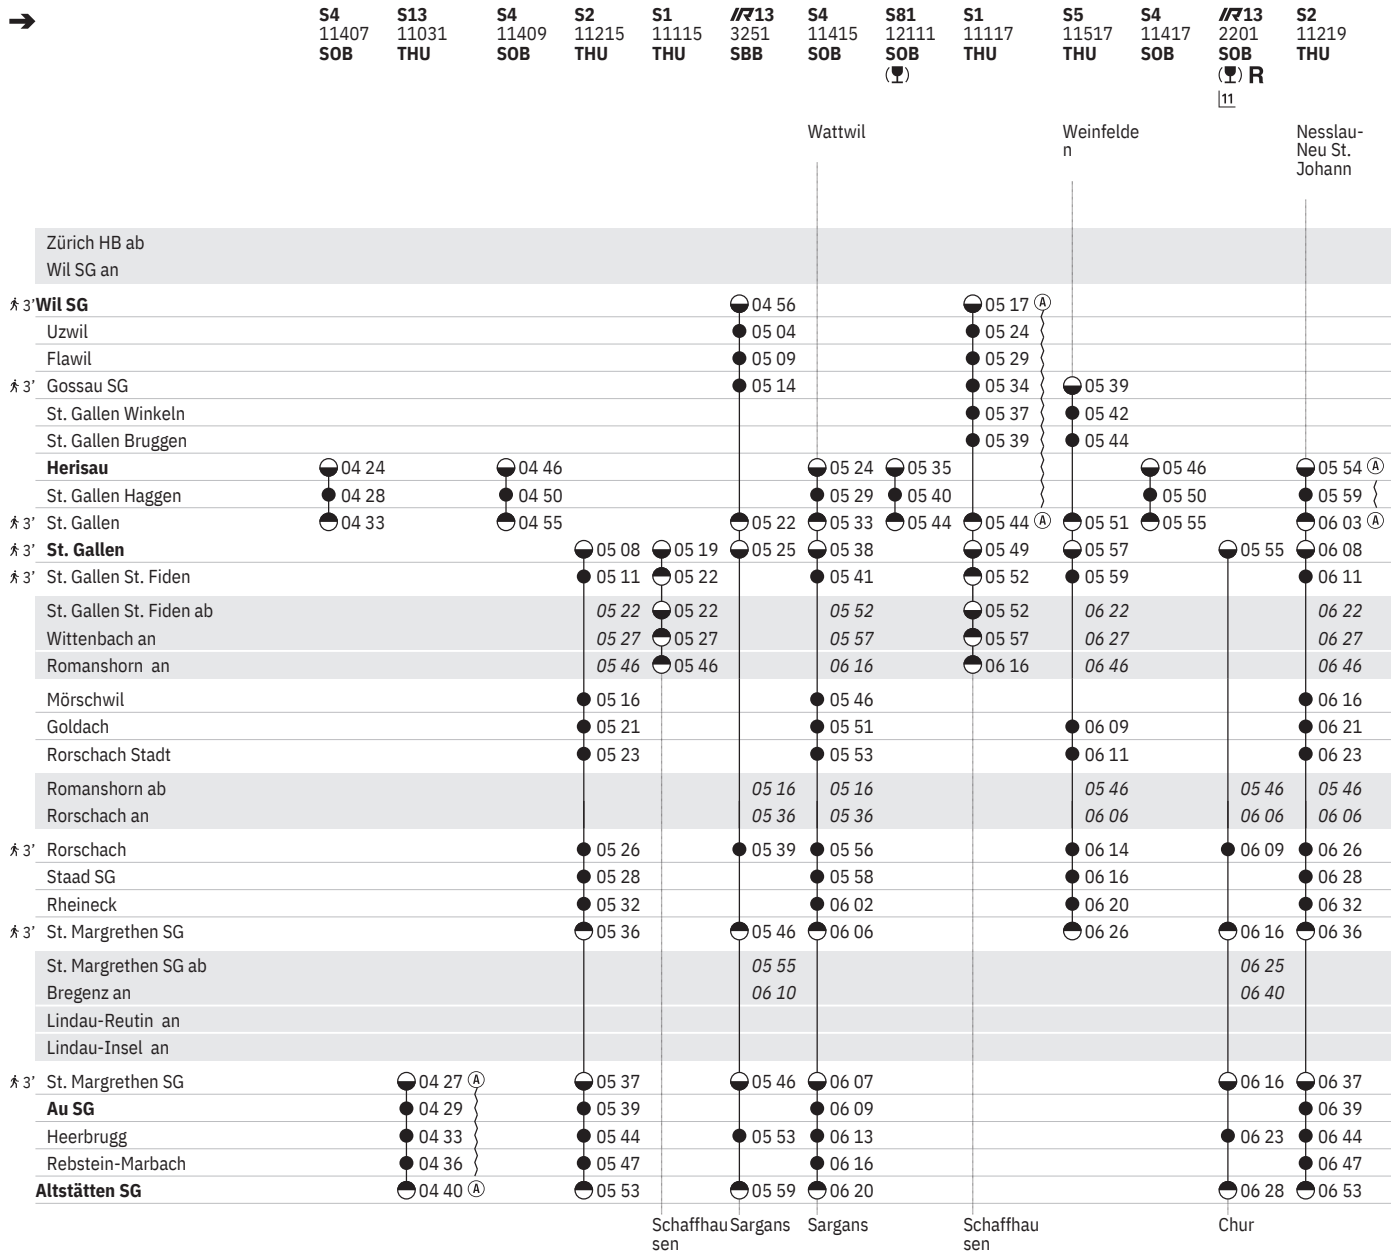 ➔ S4 S13 S4 S2 S1 IR13 S4 S81 S1 S5 S4 IR13 S2
11407 11031 11409 11215 11115 3251 11415 12111 11117 11517 11417 2201 11219
SOB THU SOB THU THU SBB SOB SOB THU THU SOB SOB THU
( ) ( ) R
11
Wattwil Weinfelde Nesslau-
n Neu St.
Johann
Zürich HB ab
Wil SG an
3' Wil SG 04 56 05 17 A
Uzwil 05 04 05 24
Flawil 05 09 05 29
3' Gossau SG 05 14 05 34 05 39
St. Gallen Winkeln 05 37 05 42
St. Gallen Bruggen 05 39 05 44
Herisau 04 24 04 46 05 24 05 35 05 46 05 54 A
St. Gallen Haggen 04 28 04 50 05 29 05 40 05 50 05 59
3' St. Gallen 04 33 04 55 05 22 05 33 05 44 05 44 A 05 51 05 55 06 03 A
3' St. Gallen 05 08 05 19 05 25 05 38 05 49 05 57 05 55 06 08
3' St. Gallen St. Fiden 05 11 05 22 05 41 05 52 05 59 06 11
St. Gallen St. Fiden ab 05 22 05 22 05 52 05 52 06 22 06 22
Wittenbach an 05 27 05 27 05 57 05 57 06 27 06 27
Romanshorn an 05 46 05 46 06 16 06 16 06 46 06 46
Mörschwil 05 16 05 46 06 16
Goldach 05 21 05 51 06 09 06 21
Rorschach Stadt 05 23 05 53 06 11 06 23
Romanshorn ab 05 16 05 16 05 46 05 46 05 46
Rorschach an 05 36 05 36 06 06 06 06 06 06
3' Rorschach 05 26 05 39 05 56 06 14 06 09 06 26
Staad SG 05 28 05 58 06 16 06 28
Rheineck 05 32 06 02 06 20 06 32
3' St. Margrethen SG 05 36 05 46 06 06 06 26 06 16 06 36
St. Margrethen SG ab 05 55 06 25
Bregenz an 06 10 06 40
Lindau-Reutin an
Lindau-Insel an
3' St. Margrethen SG 04 27 A 05 37 05 46 06 07 06 16 06 37
Au SG 04 29 05 39 06 09 06 39
Heerbrugg 04 33 05 44 05 53 06 13 06 23 06 44
Rebstein-Marbach 04 36 05 47 06 16 06 47
Altstätten SG 04 40 A 05 53 05 59 06 20 06 28 06 53
Schaffhau Sargans Sargans Schaffhau Chur
sen sen